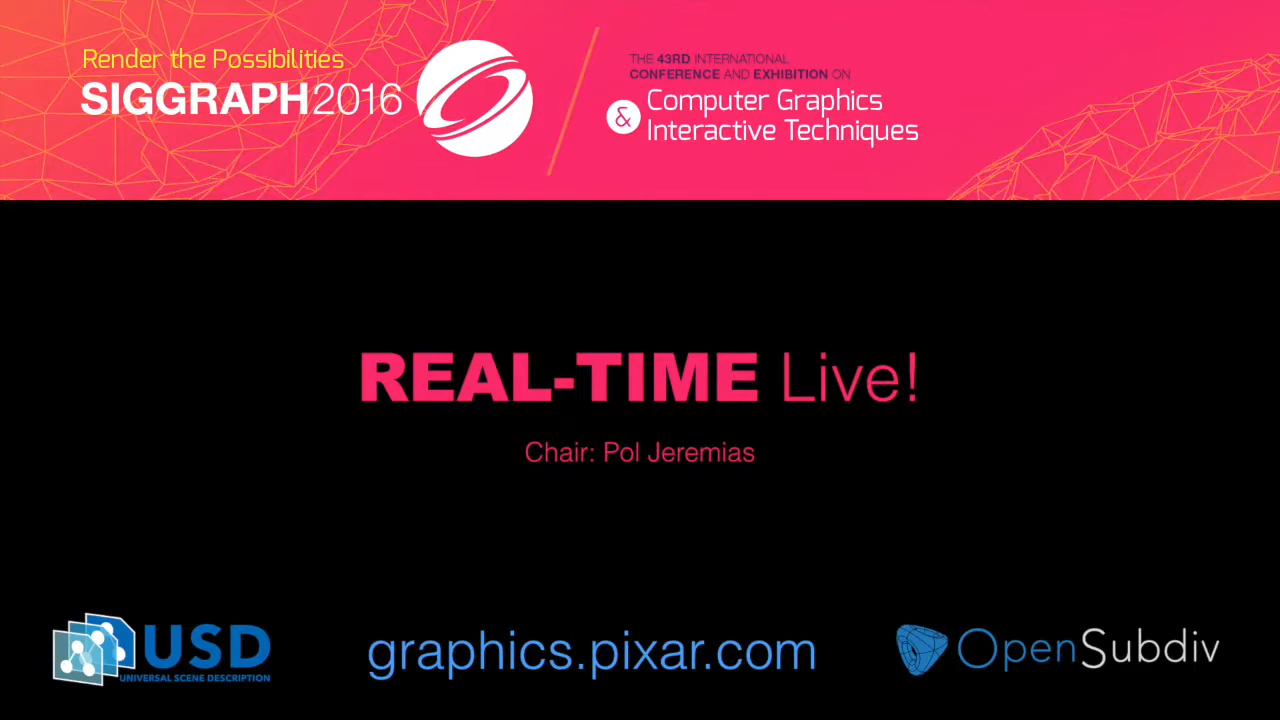 Render the Possibilities
SIGGRAPH2016
THE 43RD INTERNATIONAL
CONFERENCE AND EXHIBITION ON
& Computer Graphics
Interactive Techniques
REAL-TIME Live!
Chair: Pol Jeremias
USD
UNIVERSAL SCENE DESCRIPTION
graphics.pixar.com
OpenSubdiv